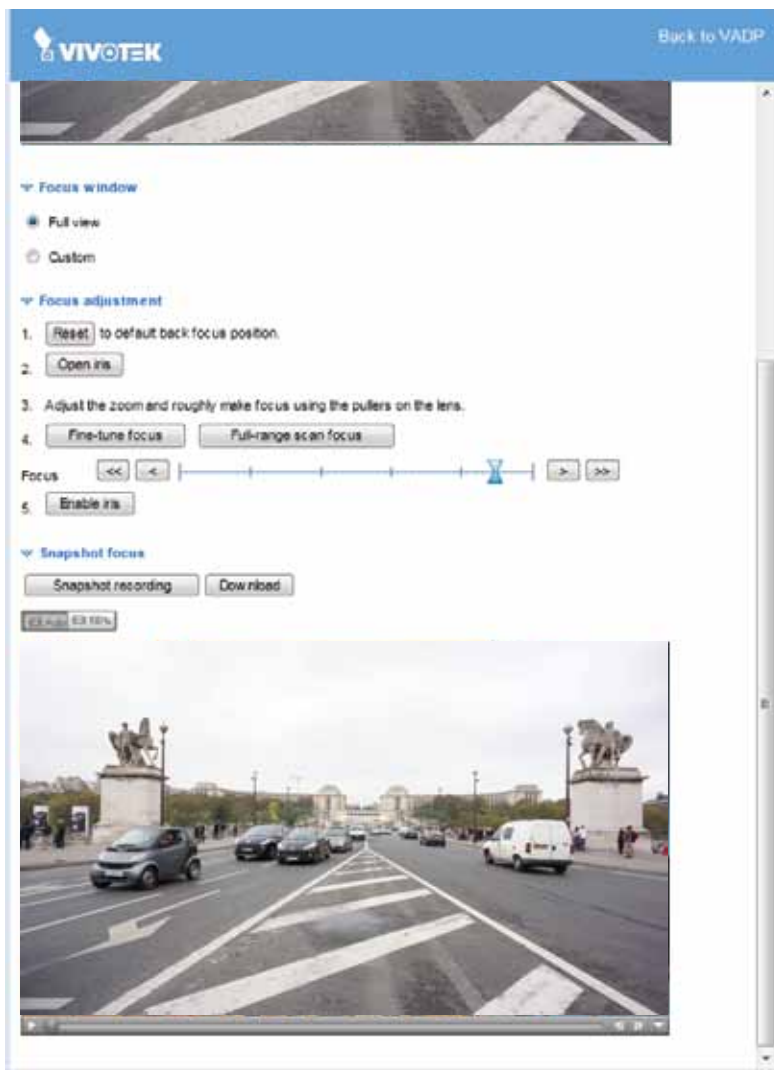 VIVOTEK
Back to VADP
Focus window
Full view
Custom
Focus adjustment
1. Reset to default back focus position.
2. Open iris
3. Adjust the zoom and roughly make focus using the pullers on the lens.
4. Fine-tune focus Full-range scan focus
Focus << < > >>
5. Enable iris
Snapshot focus
Snapshot recording Download